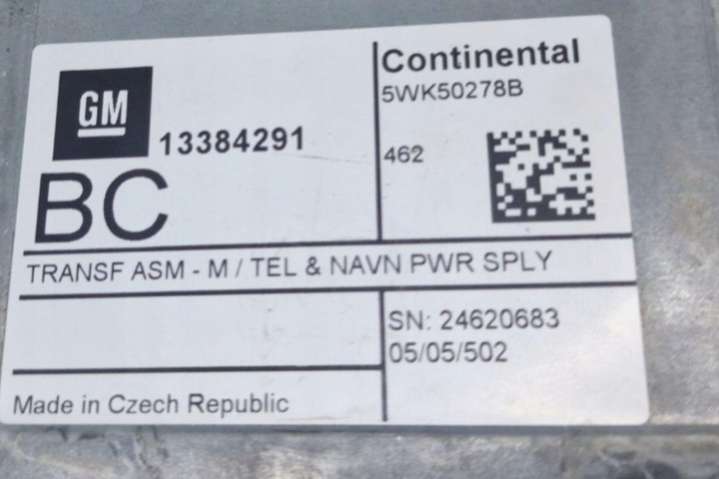 GM
13384291
BC
Continental
5WK50278B
462
TRANSF ASM - M / TEL & NAVN PWR SPLY
SN: 24620683
05/05/502
Made in Czech Republic